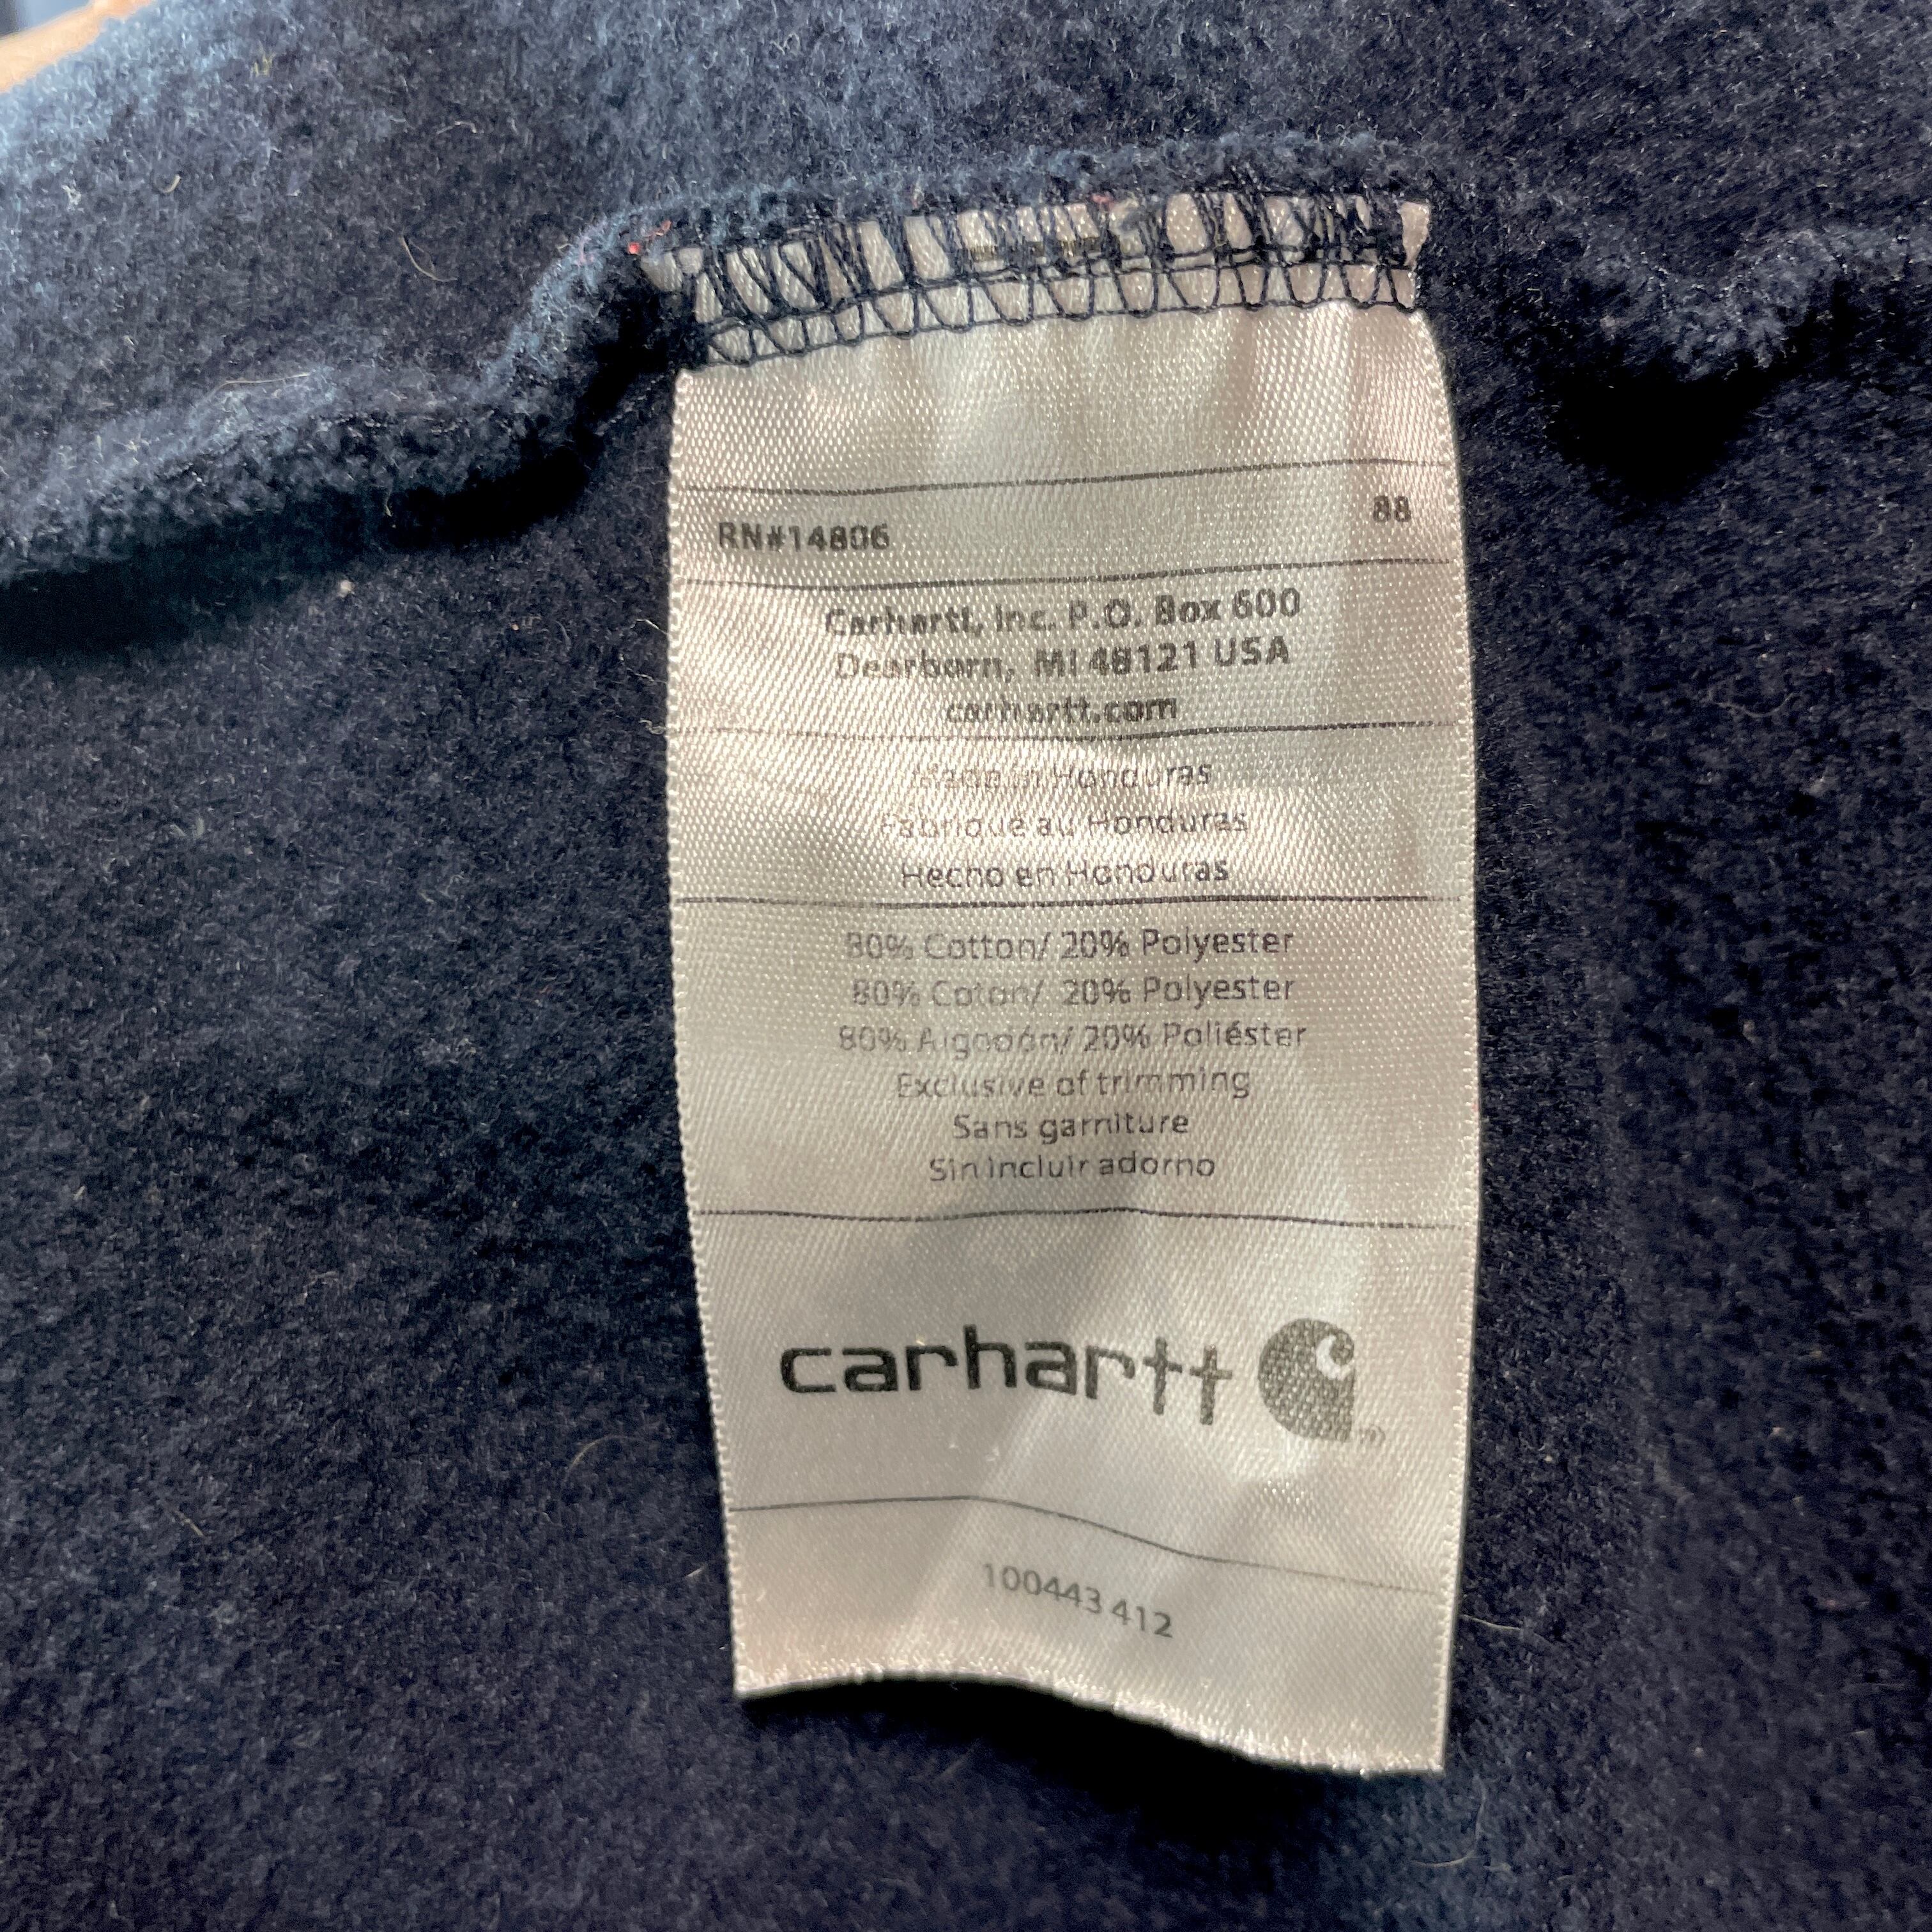 RN#14806 88
Carhartt, Inc. P.O. Box 600
Dearborn, MI 48121 USA
carhartt.com
Made in Honduras
Fabrique au Honduras
Hecho en Honduras
80% Cotton/ 20% Polyester
80% Coton/ 20% Polyester
80% Algodón/ 20% Poliéster
Exclusive of trimming
Sans garniture
Sin incluir adorno
carhartt
100443 412